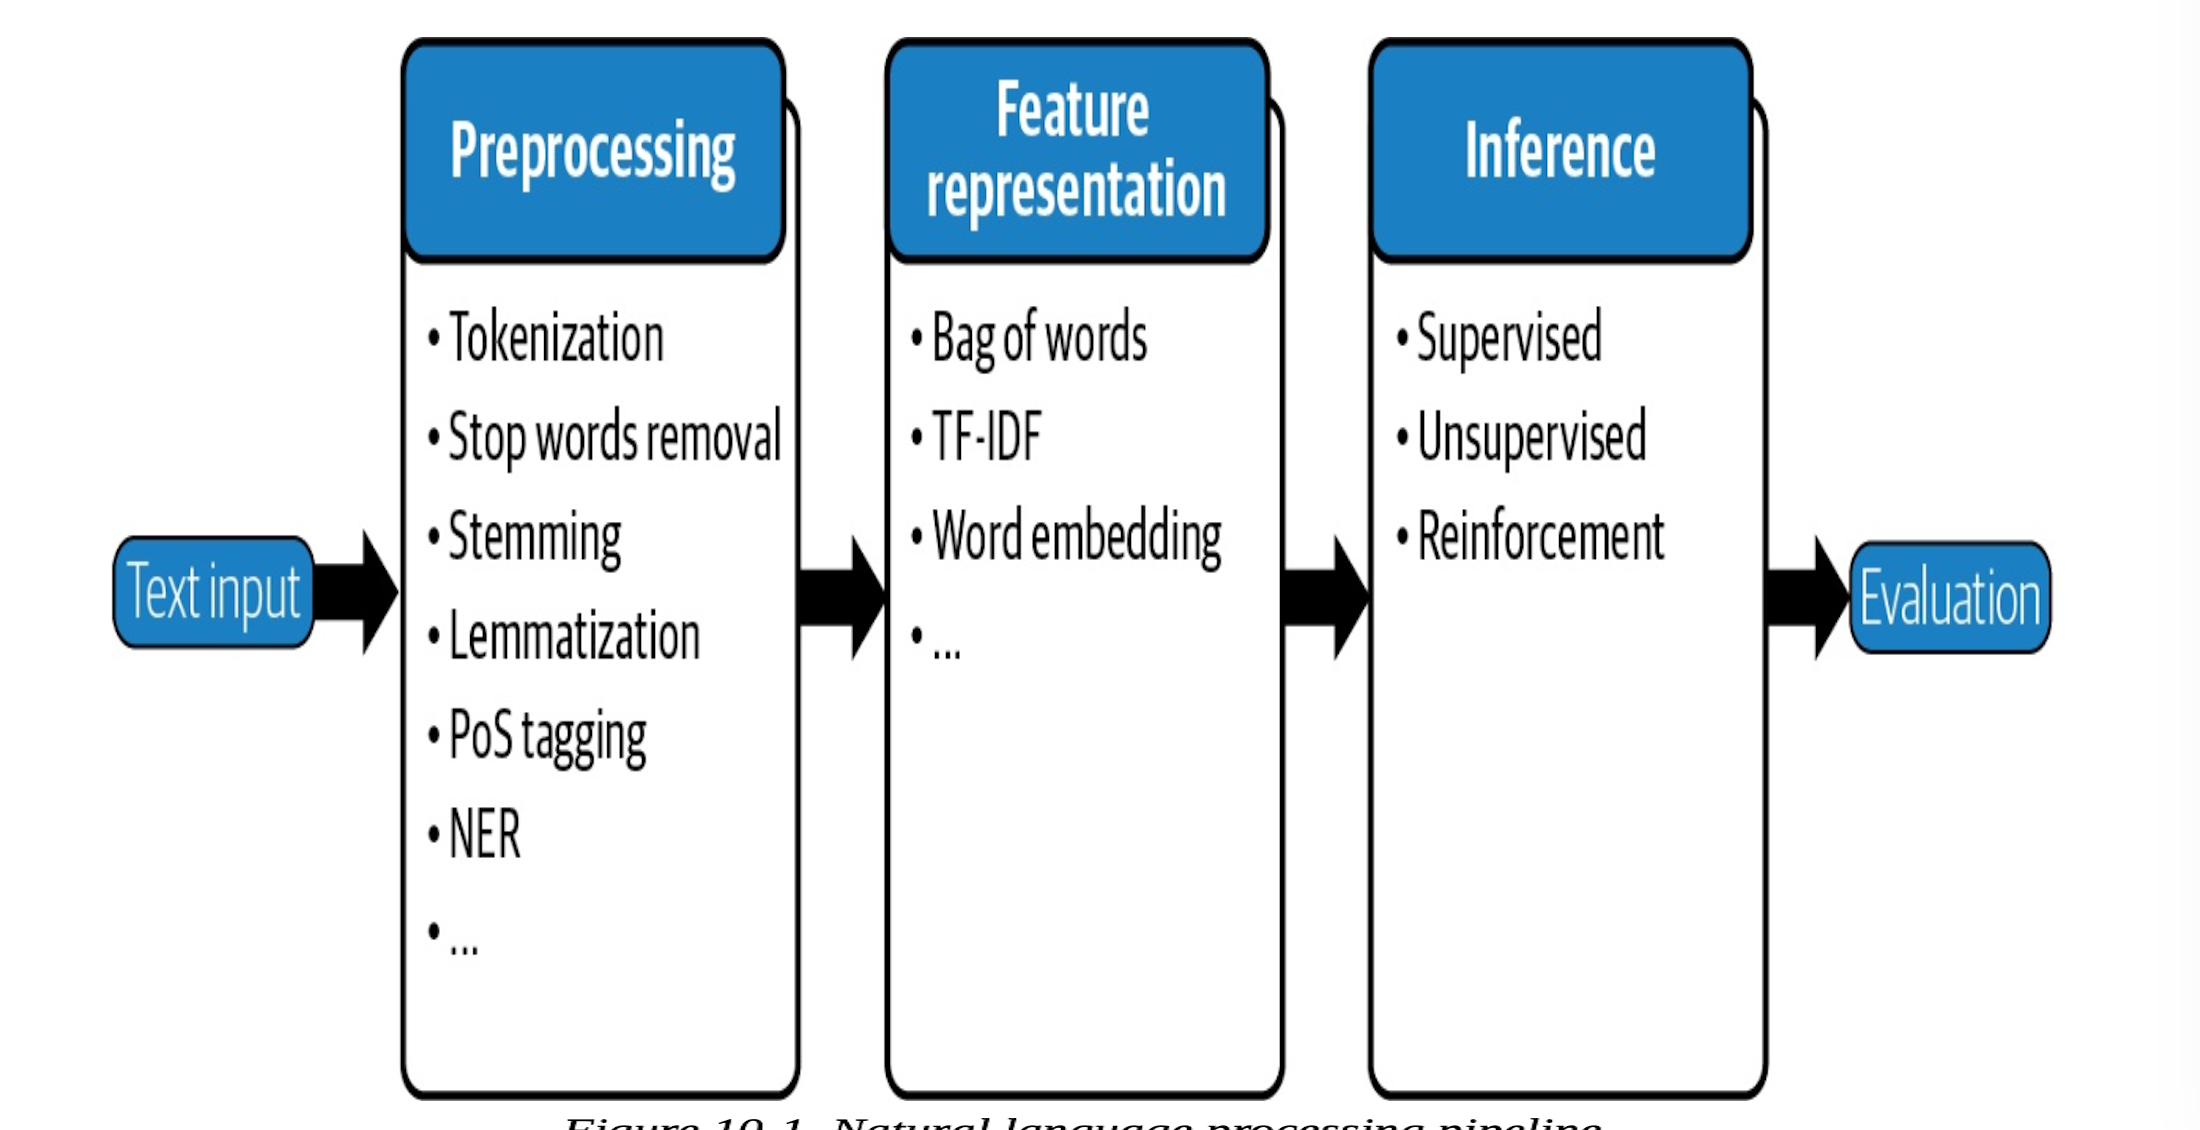 Text input
Preprocessing
• Tokenization
• Stop words removal
• Stemming
• Lemmatization
• PoS tagging
• NER
• ...
Feature
representation
• Bag of words
• TF-IDF
• Word embedding
• ...
Inference
• Supervised
• Unsupervised
• Reinforcement
Evaluation
Figure 10-1. Natural language processing pipeline